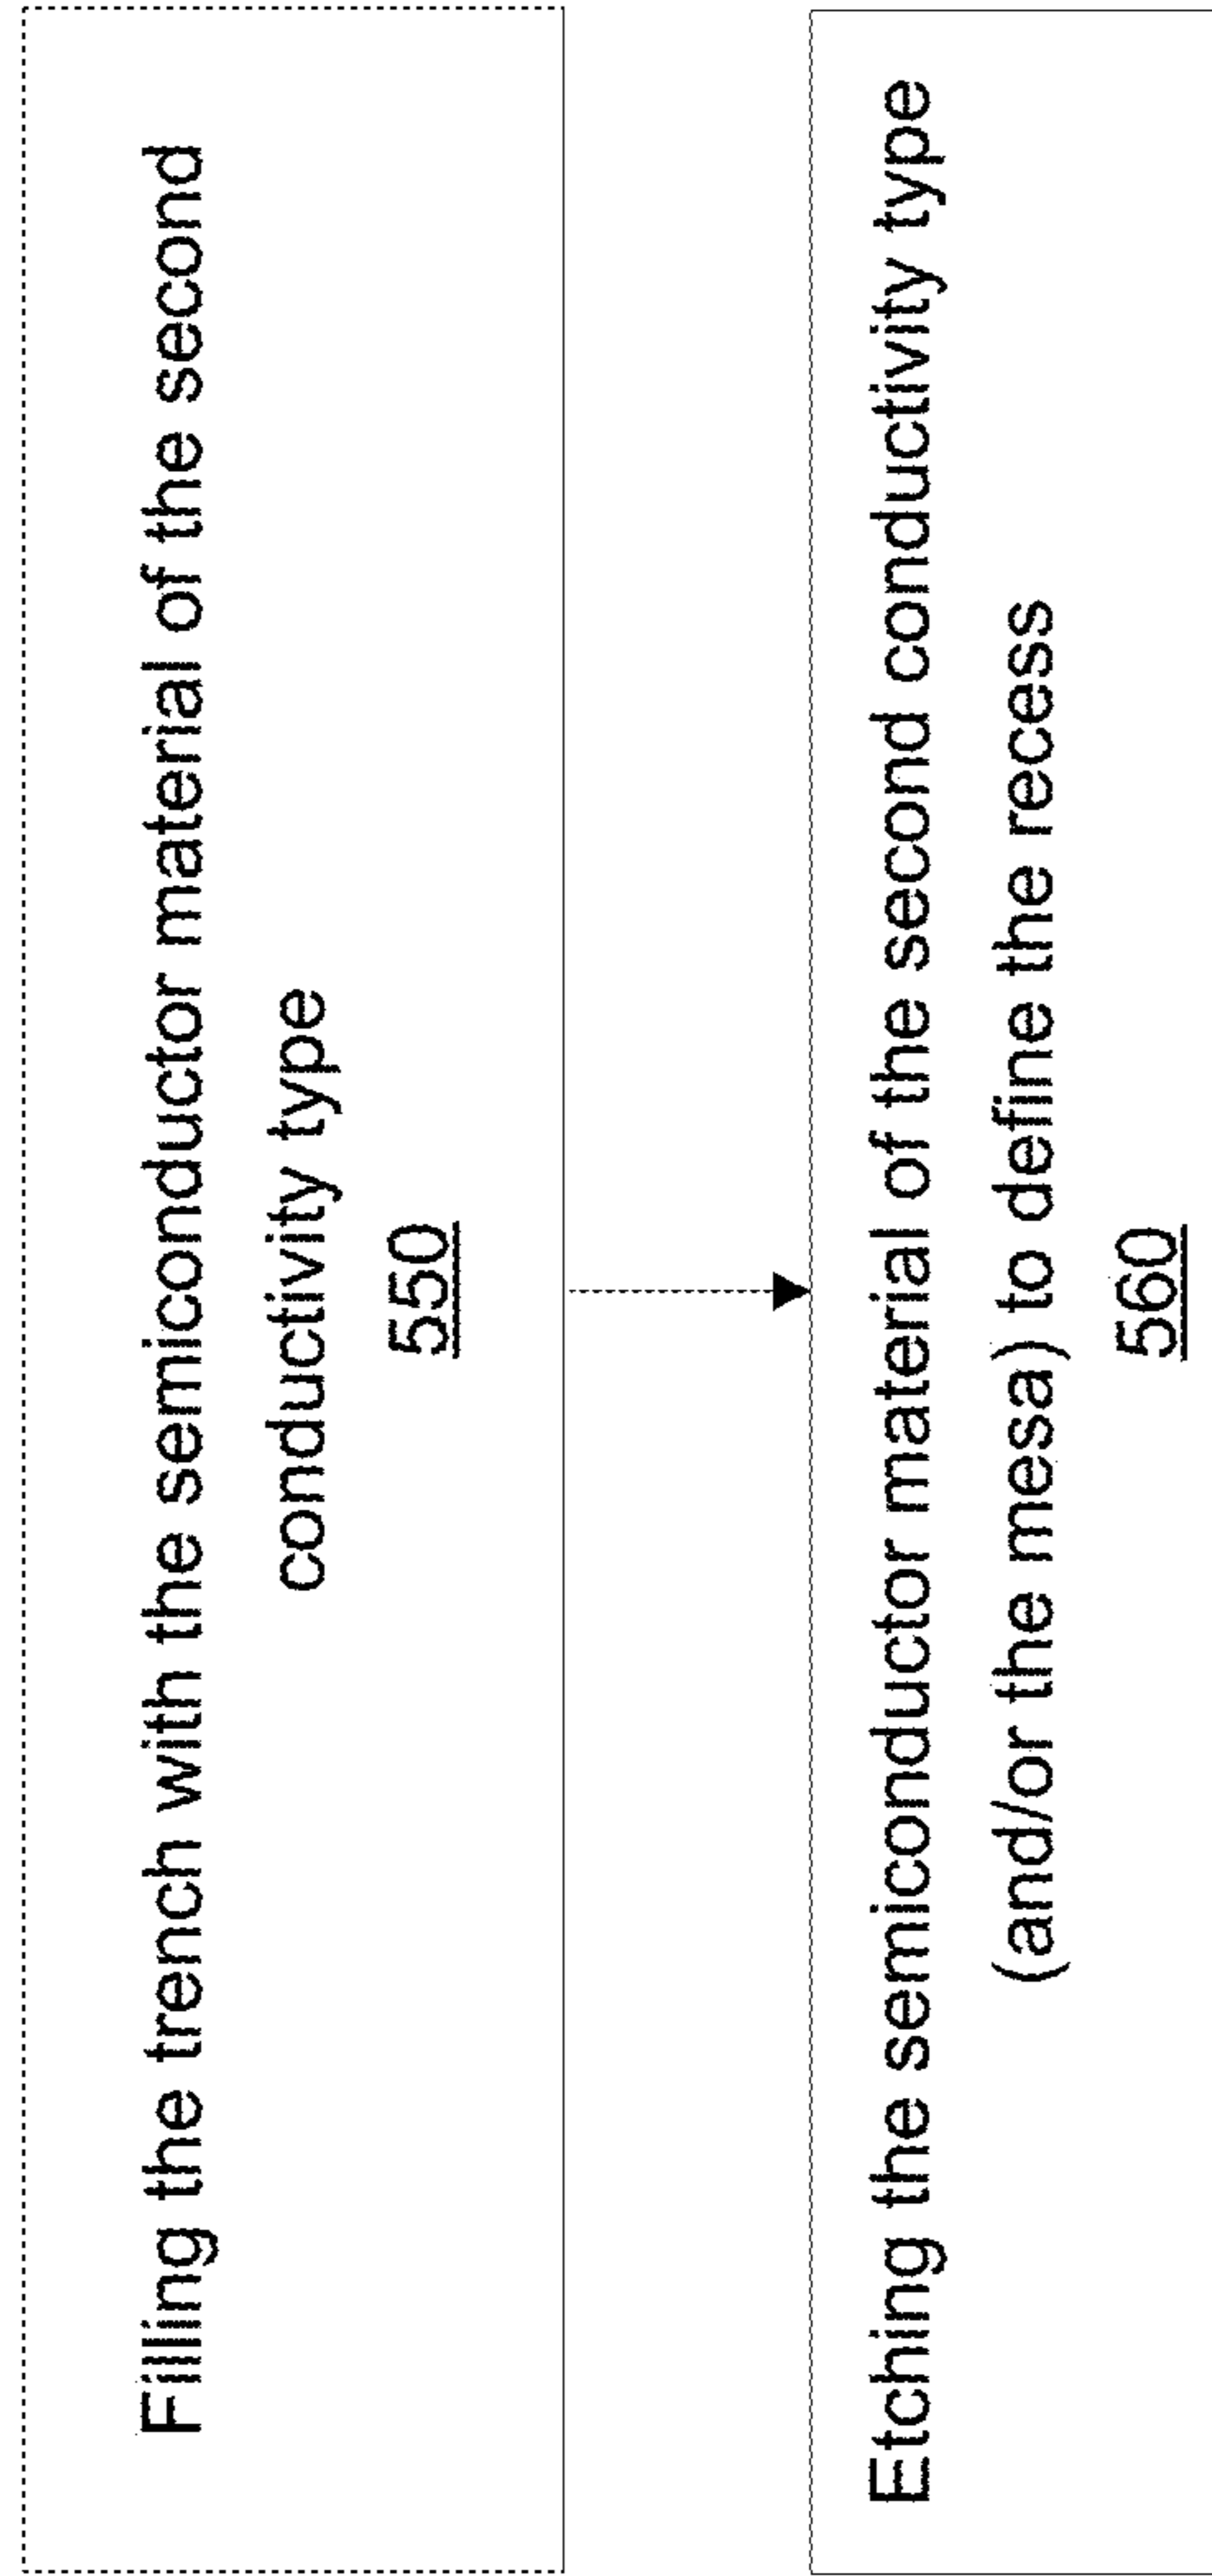 Filling the trench with the semiconductor material of the second
conductivity type
550
Etching the semiconductor material of the second conductivity type
(and/or the mesa) to define the recess
560